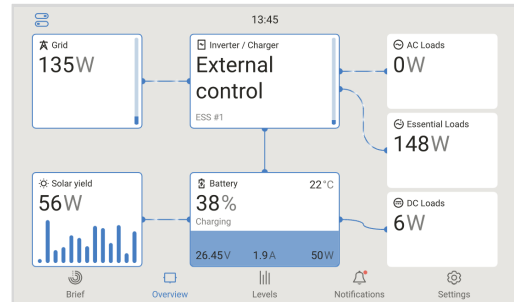 13:45
Grid
135W
Inverter / Charger
External
control
ESS #1
AC Loads
0W
Essential Loads
148W
Solar yield
56W
Battery
22°C
38%
Charging
26.45V 1.9A 50W
DC Loads
6W
Brief Overview Levels Notifications Settings